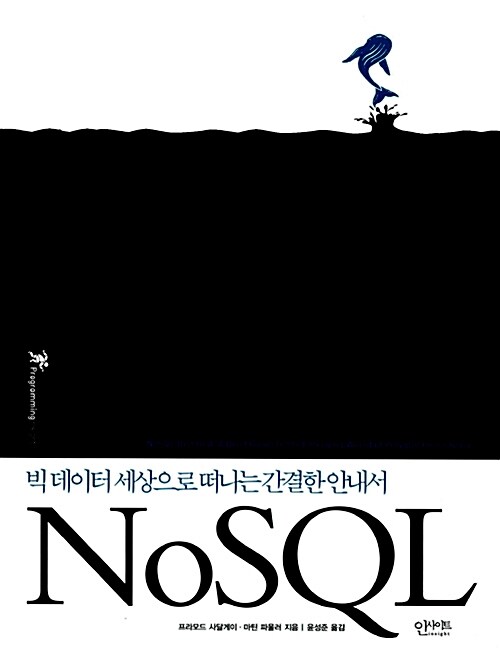 Programming
빅 데이터 세상으로 떠나는 간결한 안내서
NoSQL
프라모드 사달게이 · 마틴 파울러 지음 | 윤성준 옮김
인사이트
insight